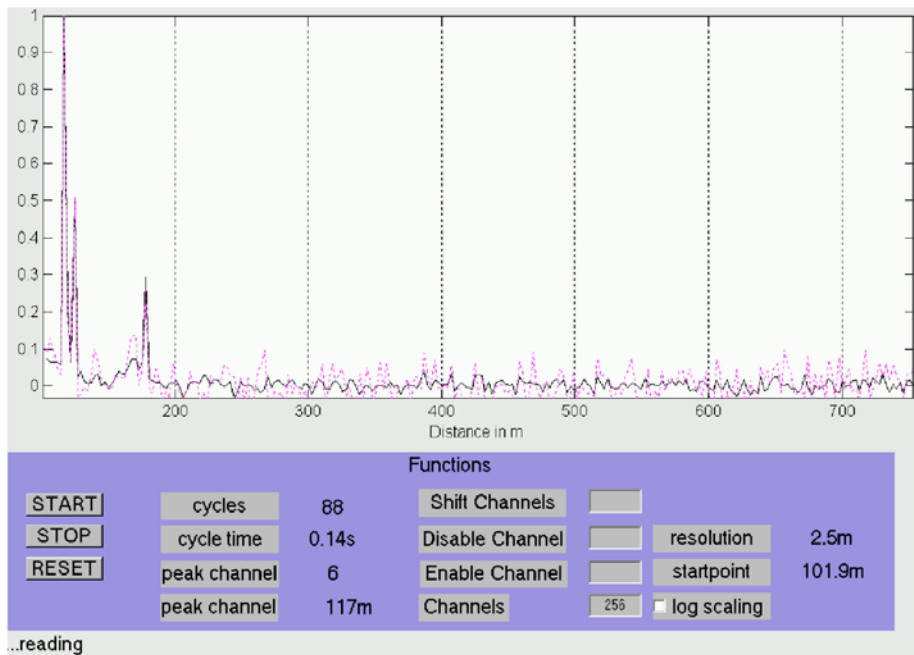 1
0.9
0.8
0.7
0.6
0.5
0.4
0.3
0.2
0.1
0
200 300 400 500 600 700
Distance in m
Functions
START cycles 88 Shift Channels
STOP cycle time 0.14s Disable Channel resolution 2.5m
RESET peak channel 6 Enable Channel startpoint 101.9m
peak channel 117m Channels 256 log scaling
...reading